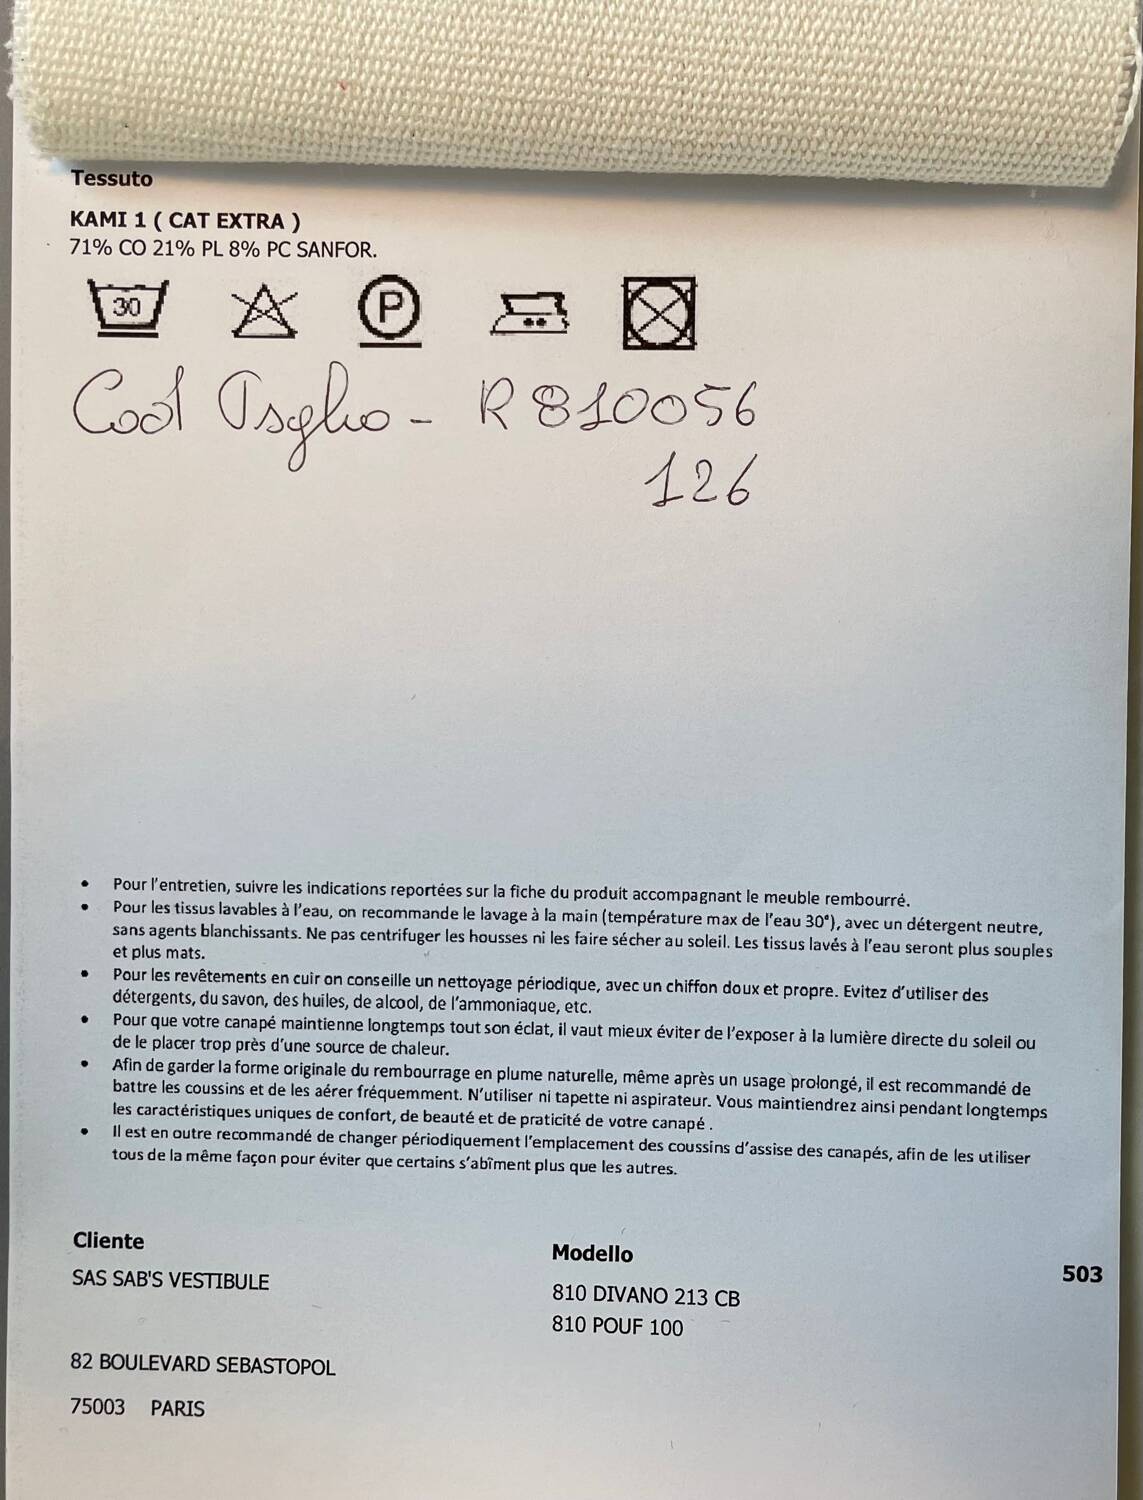 Tessuto
KAMI 1 ( CAT EXTRA )
71% CO 21% PL 8% PC SANFOR.
30 P
Cod Taglio - R810056
126
• Pour l'entretien, suivre les indications reportées sur la fiche du produit accompagnant le meuble rembourré.
• Pour les tissus lavables à l'eau, on recommande le lavage à la main (température max de l'eau 30°), avec un détergent neutre,
sans agents blanchissants. Ne pas centrifuger les housses ni les faire sécher au soleil. Les tissus lavés à l'eau seront plus souples
et plus mats.
• Pour les revêtements en cuir on conseille un nettoyage périodique, avec un chiffon doux et propre. Evitez d'utiliser des
détergents, du savon, des huiles, de alcool, de l'ammoniaque, etc.
• Pour que votre canapé maintienne longtemps tout son éclat, il vaut mieux éviter de l'exposer à la lumière directe du soleil ou
de le placer trop près d'une source de chaleur.
• Afin de garder la forme originale du rembourrage en plume naturelle, même après un usage prolongé, il est recommandé de
battre les coussins et de les aérer fréquemment. N'utiliser ni tapette ni aspirateur. Vous maintiendrez ainsi pendant longtemps
les caractéristiques uniques de confort, de beauté et de praticité de votre canapé .
• Il est en outre recommandé de changer périodiquement l'emplacement des coussins d'assise des canapés, afin de les utiliser
tous de la même façon pour éviter que certains s'abîment plus que les autres.
Cliente
SAS SAB'S VESTIBULE
82 BOULEVARD SEBASTOPOL
75003 PARIS
Modello
810 DIVANO 213 CB
810 POUF 100
503